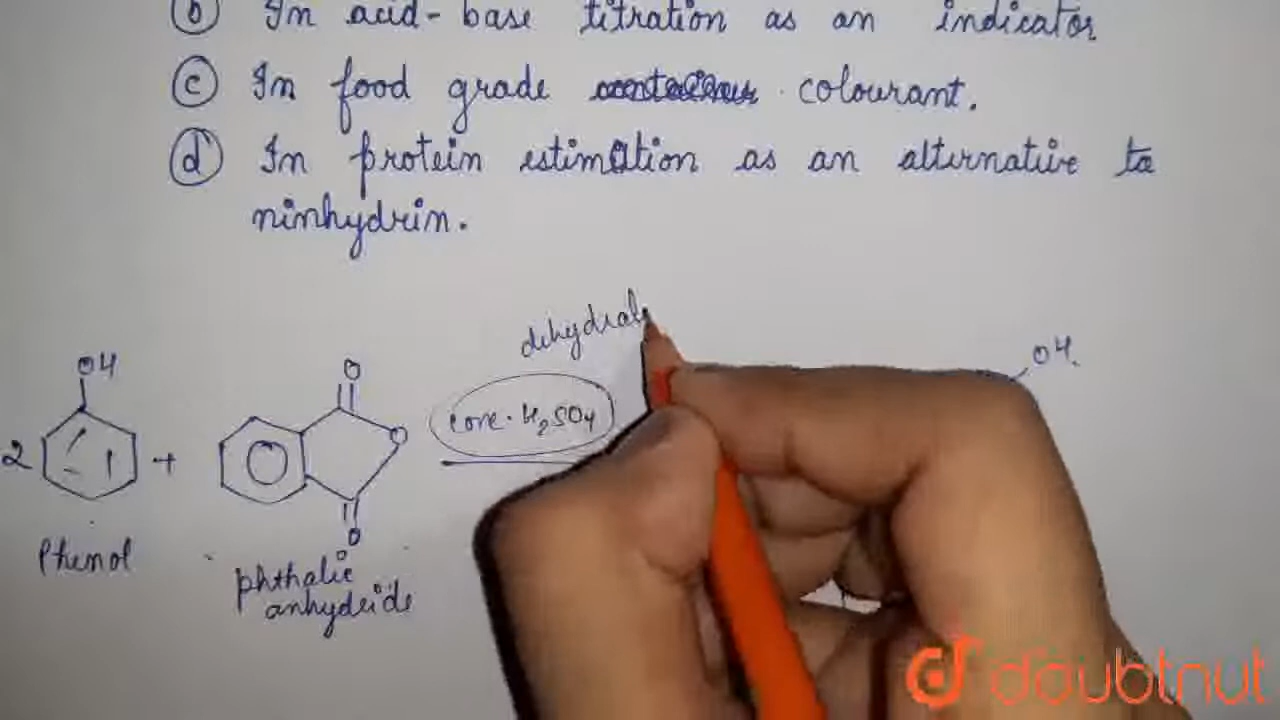 (b) In acid-base titration as an indicator
(c) In food grade colourant.
(d) In protein estimation as an alternative to
ninhydrin.
dehydrat
OH
O
OH
conc. H₂SO₄
O
2
+
O
Phenol
phthalic
anhydride
doubtnut